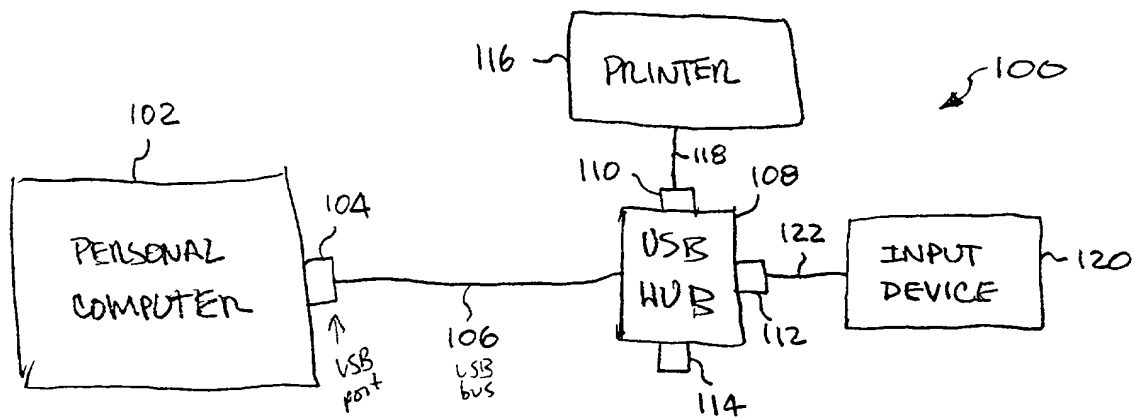 116
PRINTER
100
102
118
110
108
104
PERSONAL
COMPUTER
USB
HUB
122
INPUT
DEVICE
120
106
USB
bus
USB
port
112
114